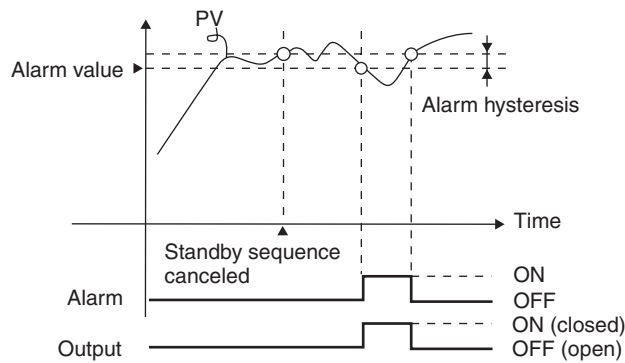 PV
Alarm value
Alarm hysteresis
Time
Standby sequence
canceled
ON
Alarm
OFF
ON (closed)
Output
OFF (open)